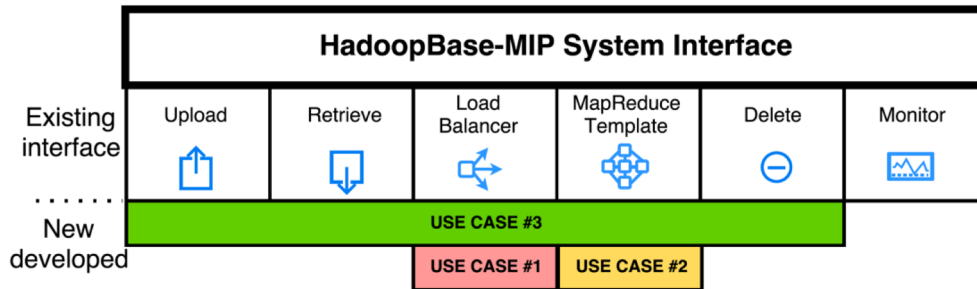 HadoopBase-MIP System Interface
Existing
interface
Upload
Retrieve
Load
Balancer
MapReduce
Template
Delete
Monitor
New
developed
USE CASE #3
USE CASE #1
USE CASE #2